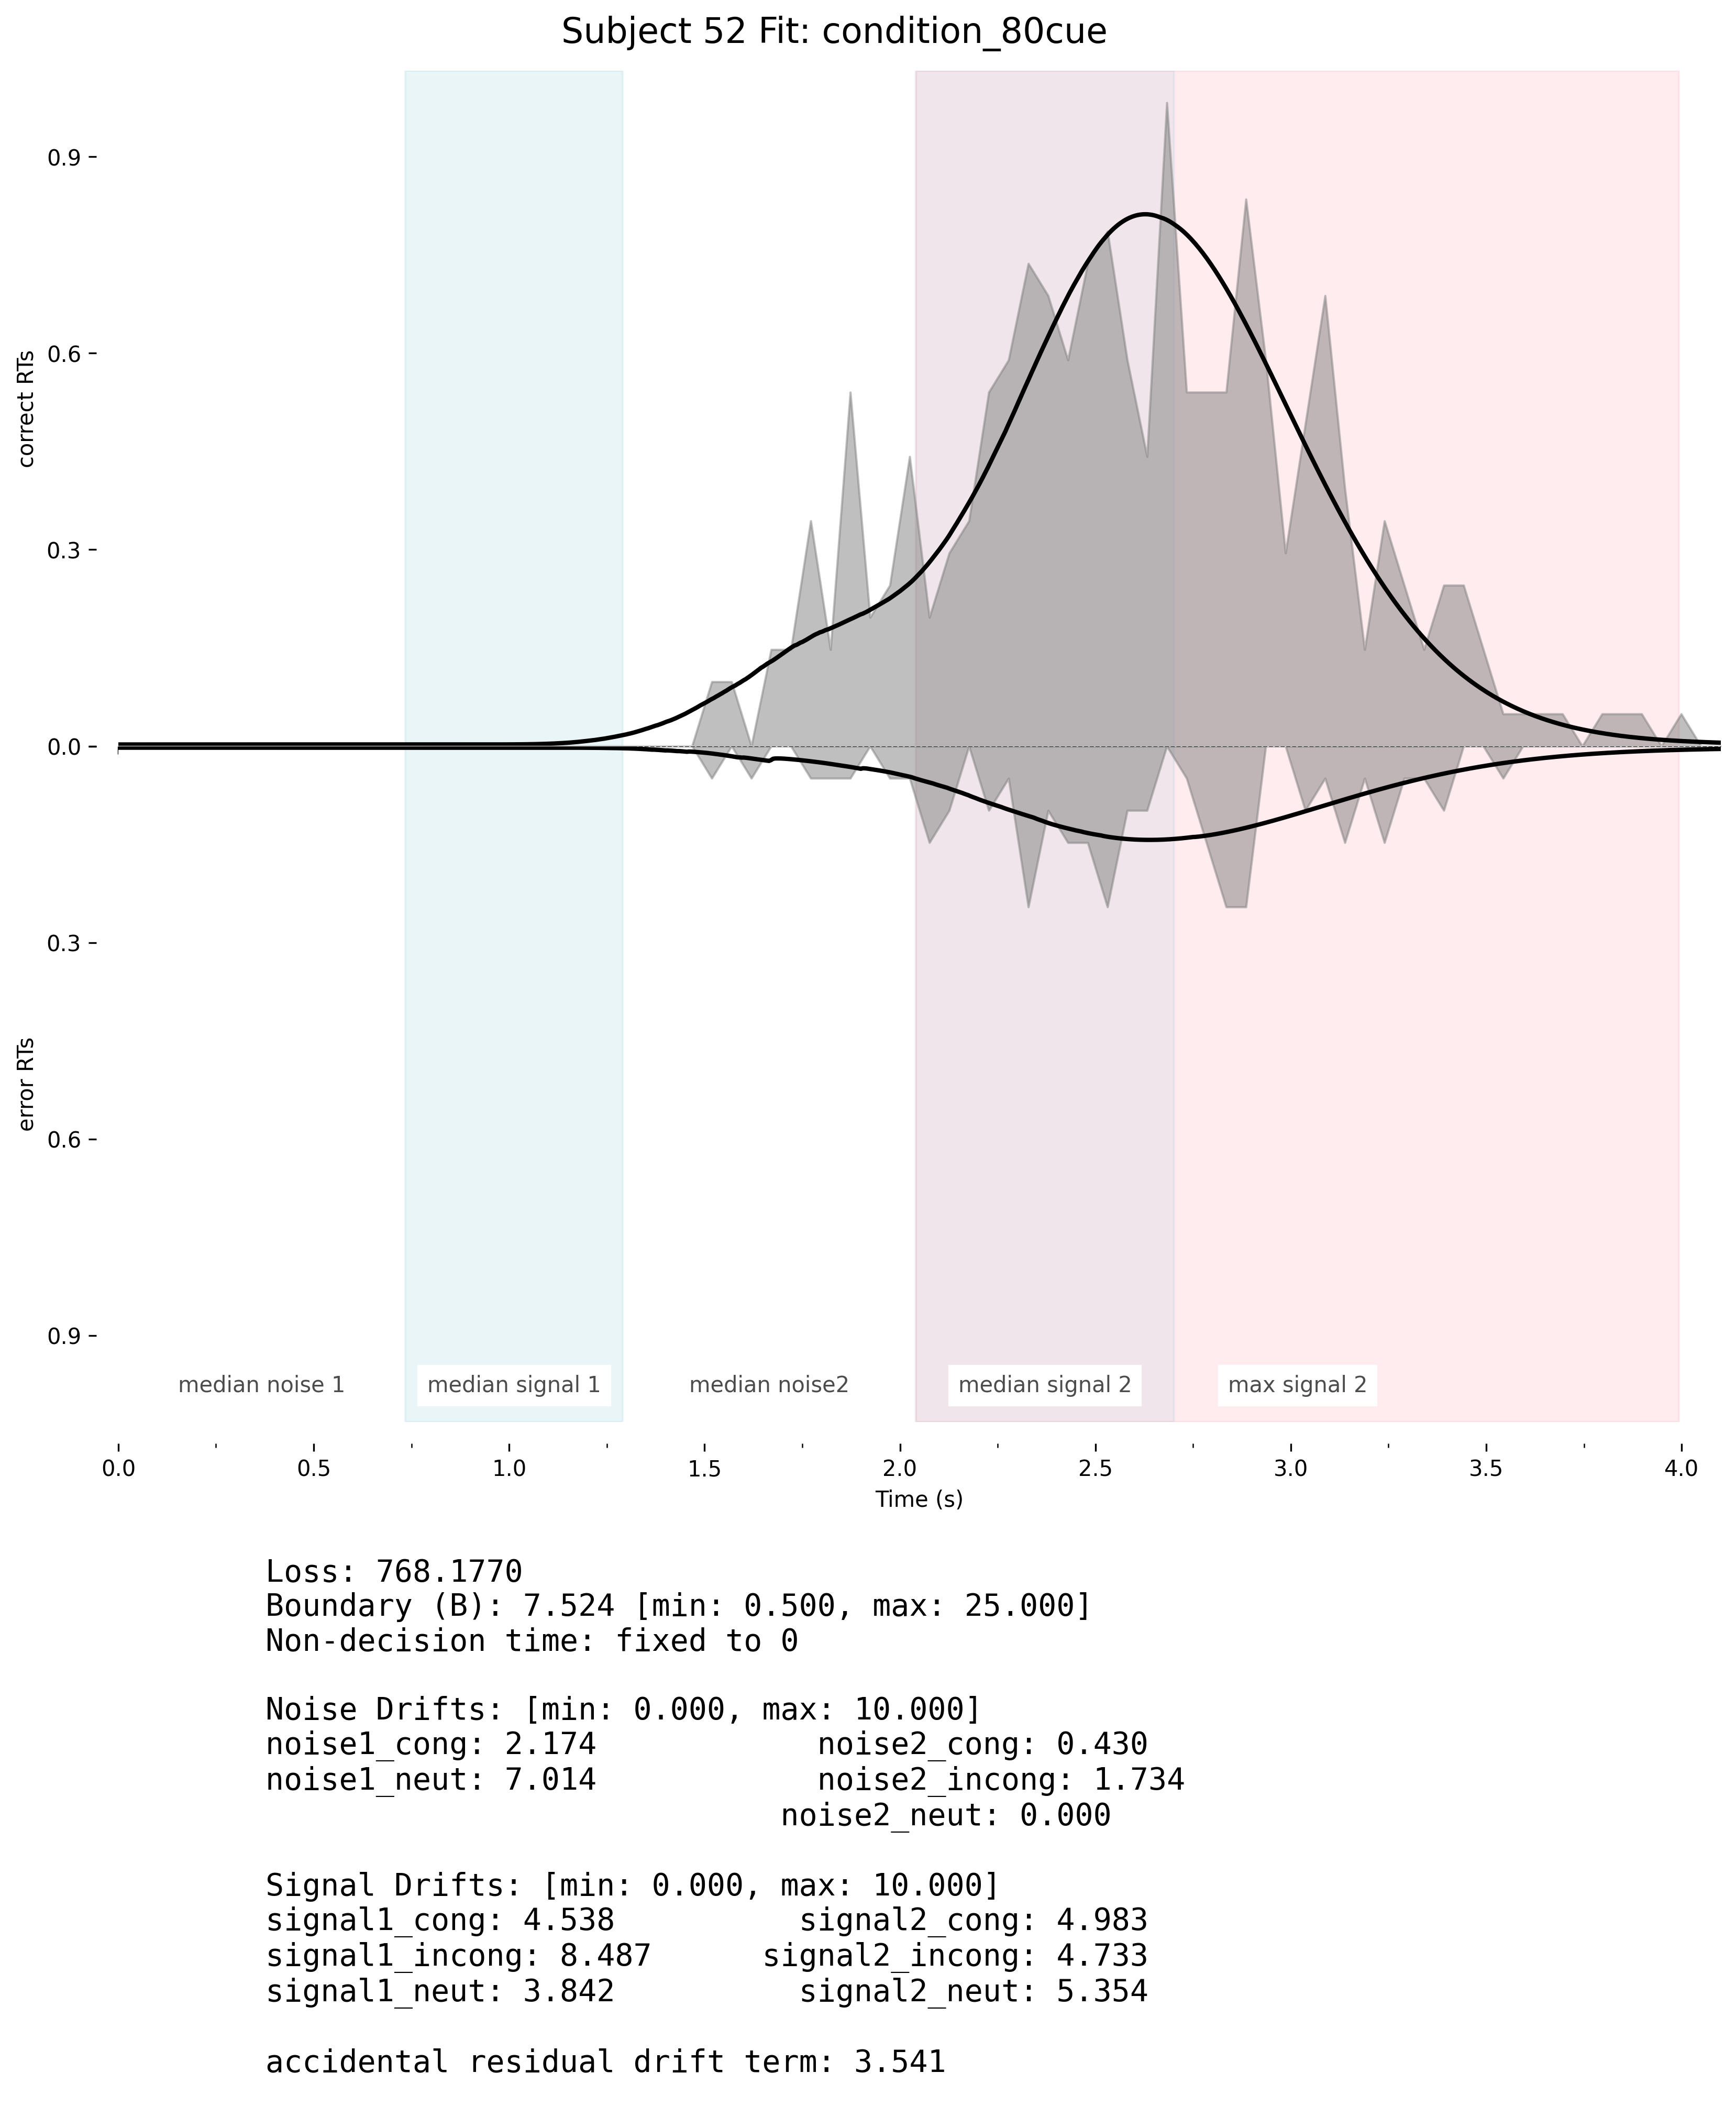 Subject 52 Fit: condition_80cue
0.9
0.6
0.3
0.0
0.3
0.6
0.9
correct RTs
error RTs
median noise 1
median signal 1
median noise2
median signal 2
max signal 2
0.0 0.5 1.0 1.5 2.0 2.5 3.0 3.5 4.0
Time (s)
Loss: 768.1770
Boundary (B): 7.524 [min: 0.500, max: 25.000]
Non-decision time: fixed to 0
Noise Drifts: [min: 0.000, max: 10.000]
noise1_cong: 2.174 noise2_cong: 0.430
noise1_neut: 7.014 noise2_incong: 1.734
noise2_neut: 0.000
Signal Drifts: [min: 0.000, max: 10.000]
signal1_cong: 4.538 signal2_cong: 4.983
signal1_incong: 8.487 signal2_incong: 4.733
signal1_neut: 3.842 signal2_neut: 5.354
accidental residual drift term: 3.541